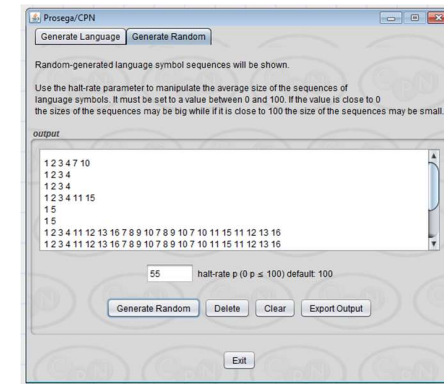 Prosega/CPN
Generate Language Generate Random
Random-generated language symbol sequences will be shown.
Use the halt-rate parameter to manipulate the average size of the sequences of
language symbols. It must be set to a value between 0 and 100. If the value is close to 0
the sizes of the sequences may be big while if it is close to 100 the size of the sequences may be small.
output
1 2 3 4 7 10
1 2 3 4
1 2 3 4
1 2 3 4 11 15
1 5
1 5
1 2 3 4 11 12 13 16 7 8 9 10 7 8 9 10 7 10 11 15 11 12 13 16
1 2 3 4 11 12 13 16 7 8 9 10 7 8 9 10 7 10 11 15 11 12 13 16
55 halt-rate p (0 p ≤ 100) default: 100
Generate Random Delete Clear Export Output
Exit